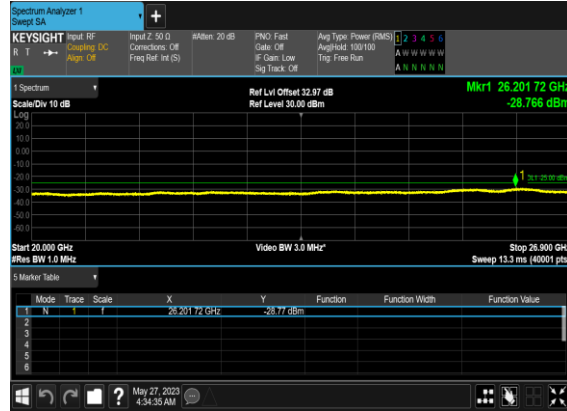 Spectrum Analyzer 1
Swept SA
+
KEYSIGHT Input: RF
R T
Coupling: DC
Align: Off
Input Z: 50 Ω
Corrections: Off
Freq Ref: Int (S)
#Atten: 20 dB
PNO: Fast
Gate: Off
IF Gain: Low
Sig Track: Off
Avg Type: Power (RMS)
Avg|Hold: 100/100
Trig: Free Run
1 2 3 4 5 6
A W W W W W
A N N N N N
LW
1 Spectrum
Scale/Div 10 dB
Ref Lvl Offset 32.97 dB
Ref Level 30.00 dBm
Mkr1 26.201 72 GHz
-28.766 dBm
Log
20.0
10.0
0.00
-10.0
-20.0
-30.0
-40.0
-50.0
-60.0
1
DL1 -25.00 dBm
Start 20.000 GHz
#Res BW 1.0 MHz
Video BW 3.0 MHz*
Stop 26.900 GHz
Sweep 13.3 ms (40001 pts)
5 Marker Table
Mode Trace Scale X Y Function Function Width Function Value
1 N 1 f 26.201 72 GHz -28.77 dBm
2
3
4
5
6
?
May 27, 2023
4:34:35 AM